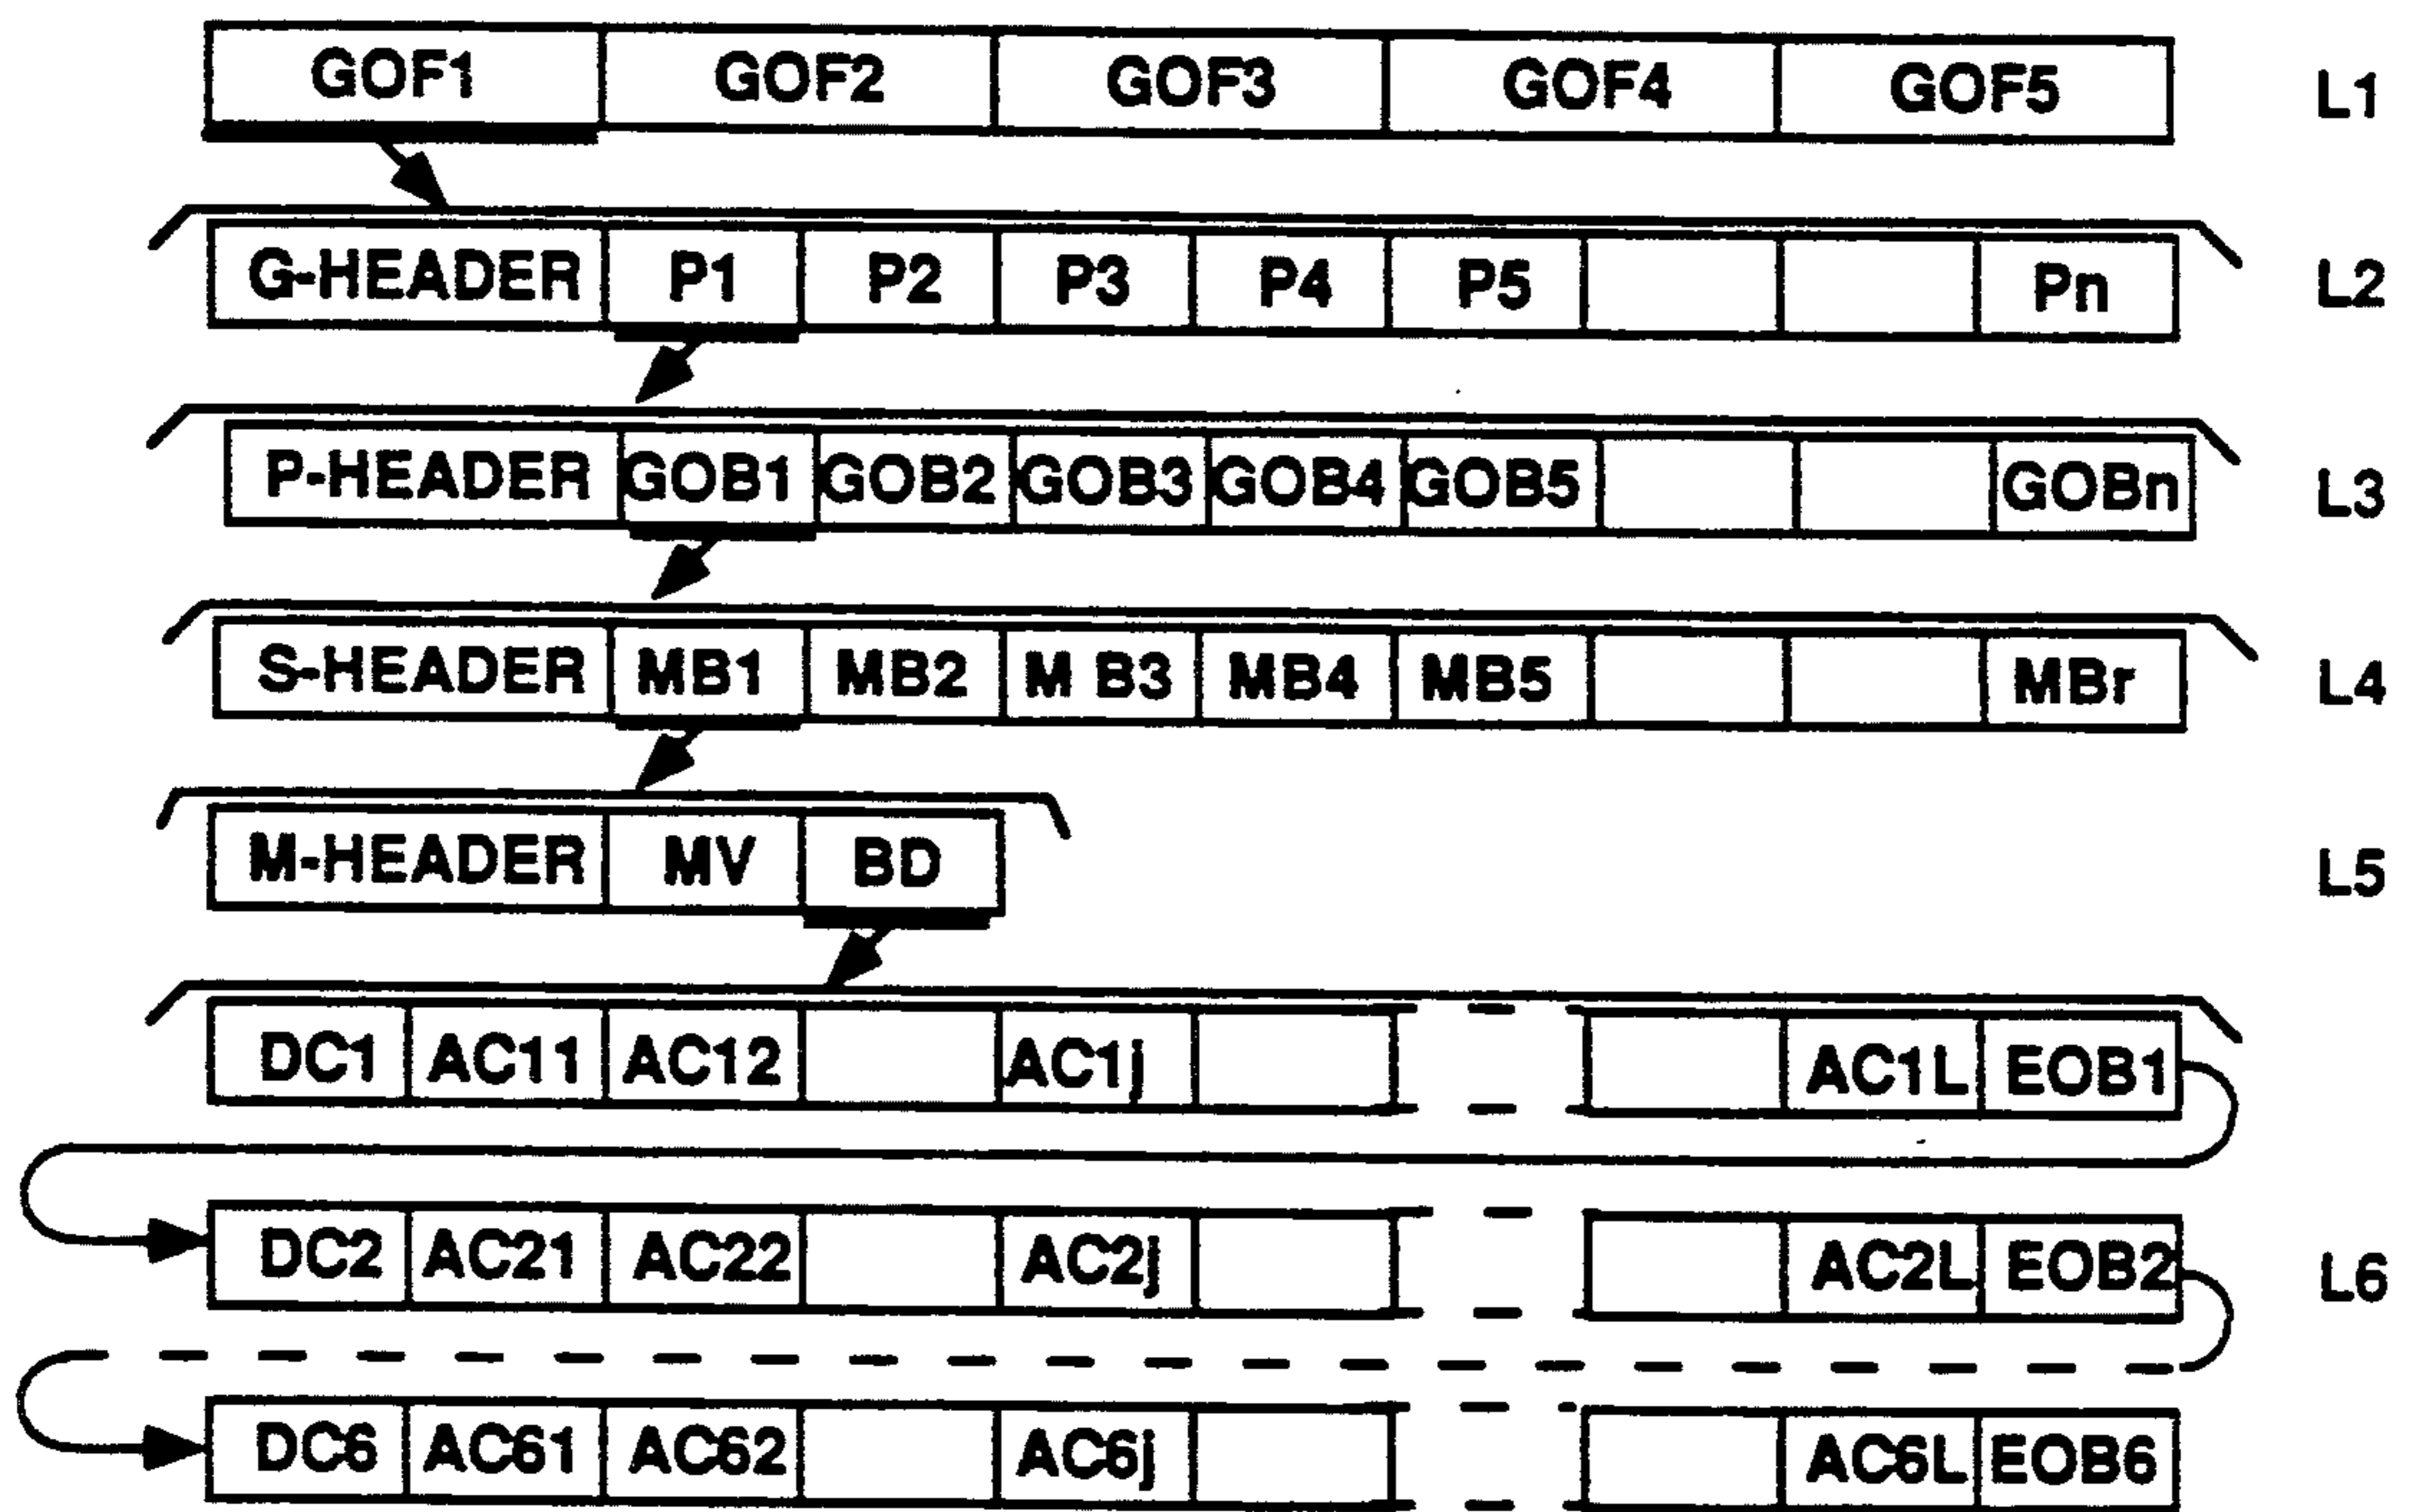 GOF1 GOF2 GOF3 GOF4 GOF5 L1
G-HEADER P1 P2 P3 P4 P5 Pn L2
P-HEADER GOB1 GOB2 GOB3 GOB4 GOB5 GOBn L3
S-HEADER MB1 MB2 M B3 MB4 MB5 MBr L4
M-HEADER MV BD L5
DC1 AC11 AC12 AC1j AC1L EOB1
DC2 AC21 AC22 AC2j AC2L EOB2 L6
DC6 AC61 AC62 AC6j AC6L EOB6